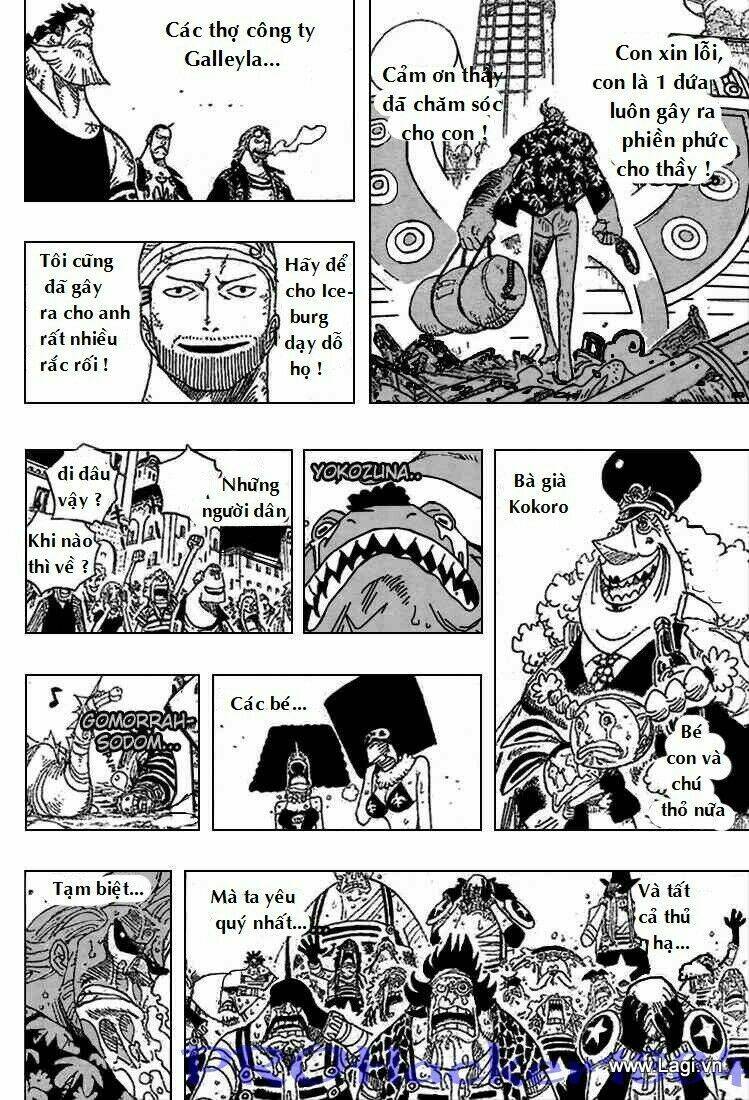 Các thợ công ty
Galleyla...
Cảm ơn thầy
đã chăm sóc
cho con !
Con xin lỗi,
con là 1 đứa
luôn gây ra
phiền phức
cho thầy !
Tôi cũng
đã gây
ra cho anh
rất nhiều
rắc rối !
Hãy để
cho Ice-
burg
dạy dỗ
họ !
đi đâu
vậy ?
Khi nào
thì về ?
Những
người dân
YOKOZUNA..
Bà già
Kokoro
Bé
con và
chú
thỏ nữa
GOMORRAH-
SODOM...
Các bé...
Tạm biệt...
Mà ta yêu
quý nhất...
Và tất
cả thủ
hạ...
PROHacker1004
www.Lagi.vn